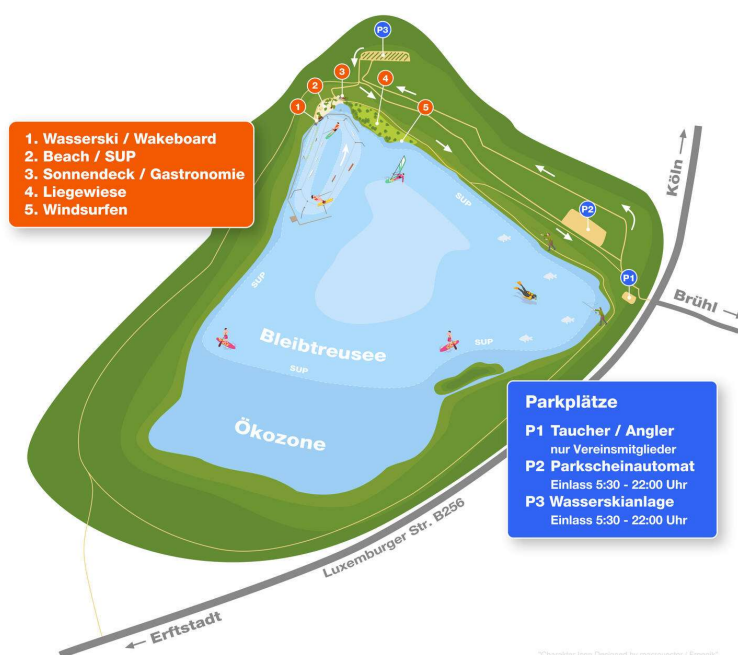 P3
3
2
4
1
5
1. Wasserski / Wakeboard
2. Beach / SUP
3. Sonnendeck / Gastronomie
4. Liegewiese
5. Windsurfen
SUP
P2
P1
Köln
Brühl
SUP
Bleibtreusee
SUP
SUP
Ökozone
Parkplätze
P1 Taucher / Angler
nur Vereinsmitglieder
P2 Parkscheinautomat
Einlass 5:30 - 22:00 Uhr
P3 Wasserskianlage
Einlass 5:30 - 22:00 Uhr
Luxemburger Str. B256
Erftstadt